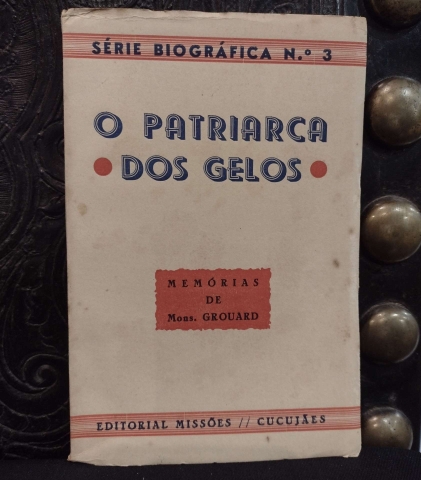 SÉRIE BIOGRÁFICA N.º 3
O PATRIARCA
DOS GELOS
MEMÓRIAS
DE
Mons. GROUARD
EDITORIAL MISSÕES // CUCUJÃES